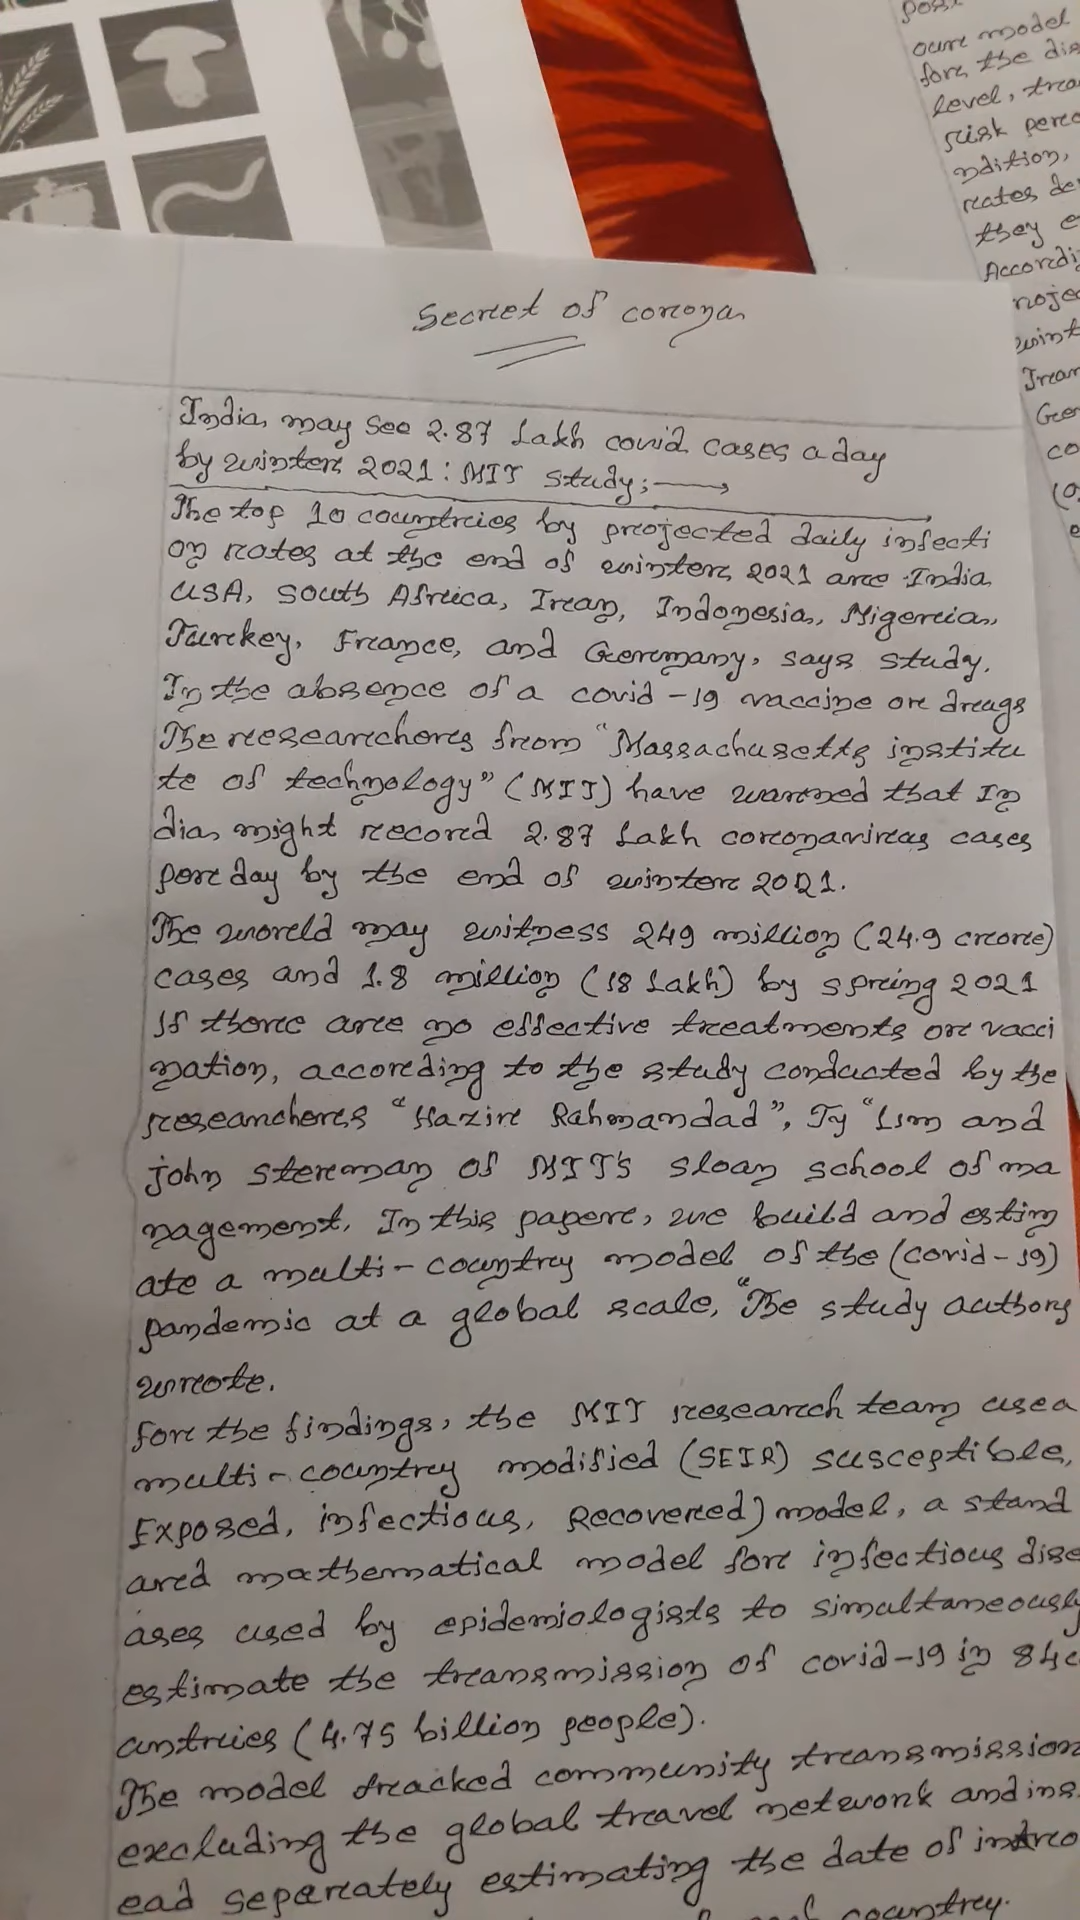 Secret of corona
India may See 2.87 Lakh covid cases a day
by winter 2021: MIT study;
The top 10 countries by projected daily infecti
on rates at the end of winter 2021 are India
USA, South Africa, Iran, Indonesia, Nigeria,
Turkey, France, and Germany, says study.
In the absence of a covid-19 vaccine or drugs
The researchers from "Massachusetts institu
te of technology" (MIT) have warned that In
dia might record 2.87 Lakh coronavirus cases
per day by the end of winter 2021.
The world may witness 249 million (24.9 crore)
cases and 1.8 million (18 Lakh) by spring 2021
If there are no effective treatments or vacci
nation, according to the study conducted by the
researchers "Hazir Rahmandad", Ty "Lim and
john sterman of MIT's sloan school of ma
nagement. In this paper, we build and estim
ate a multi-country model of the (covid-19)
pandemic at a global scale, "The study authors
wrote.
for the findings, the MIT research team used
multi-country modified (SEIR) susceptible,
Exposed, infectious, Recovered) model, a stand
ard mathematical model for infectious dise
ases used by epidemiologists to simultaneously
estimate the transmission of covid-19 in 84c
untries (4.75 billion people).
The model tracked community transmission
excluding the global travel network and ins
ead seperately estimating the date of intro
country.
our model
for the dis
level, trea
risk perce
ndition,
rates de
they e
Accordi
proje
wint
Iran
Ger
co